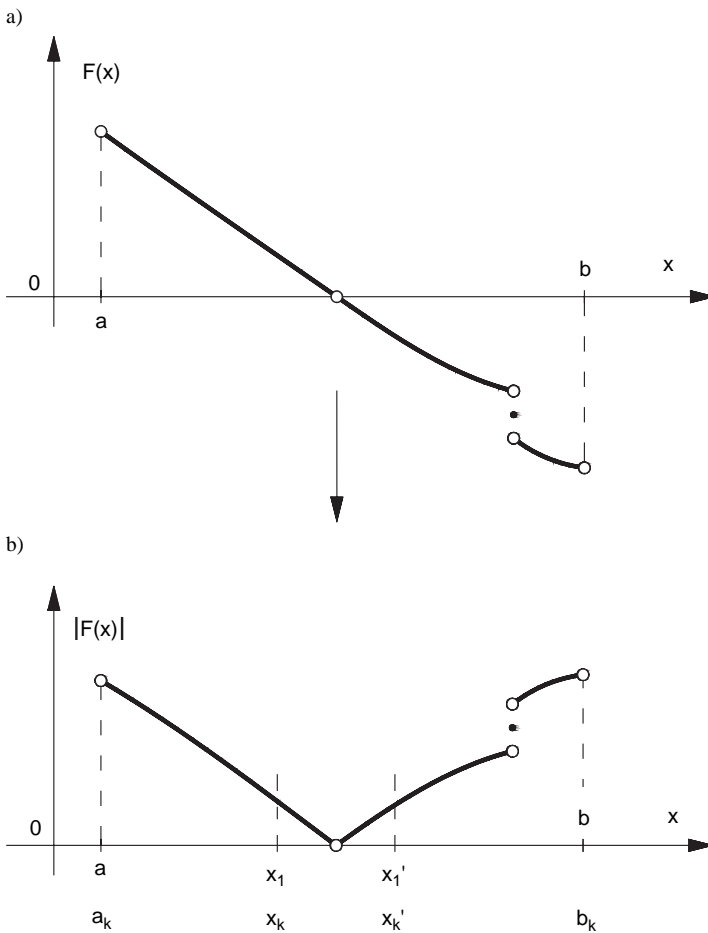 a)
F(x)
0
a
b
x
b)
|F(x)|
0
b
x
a
x₁
x₁'
aₖ
xₖ
xₖ'
bₖ